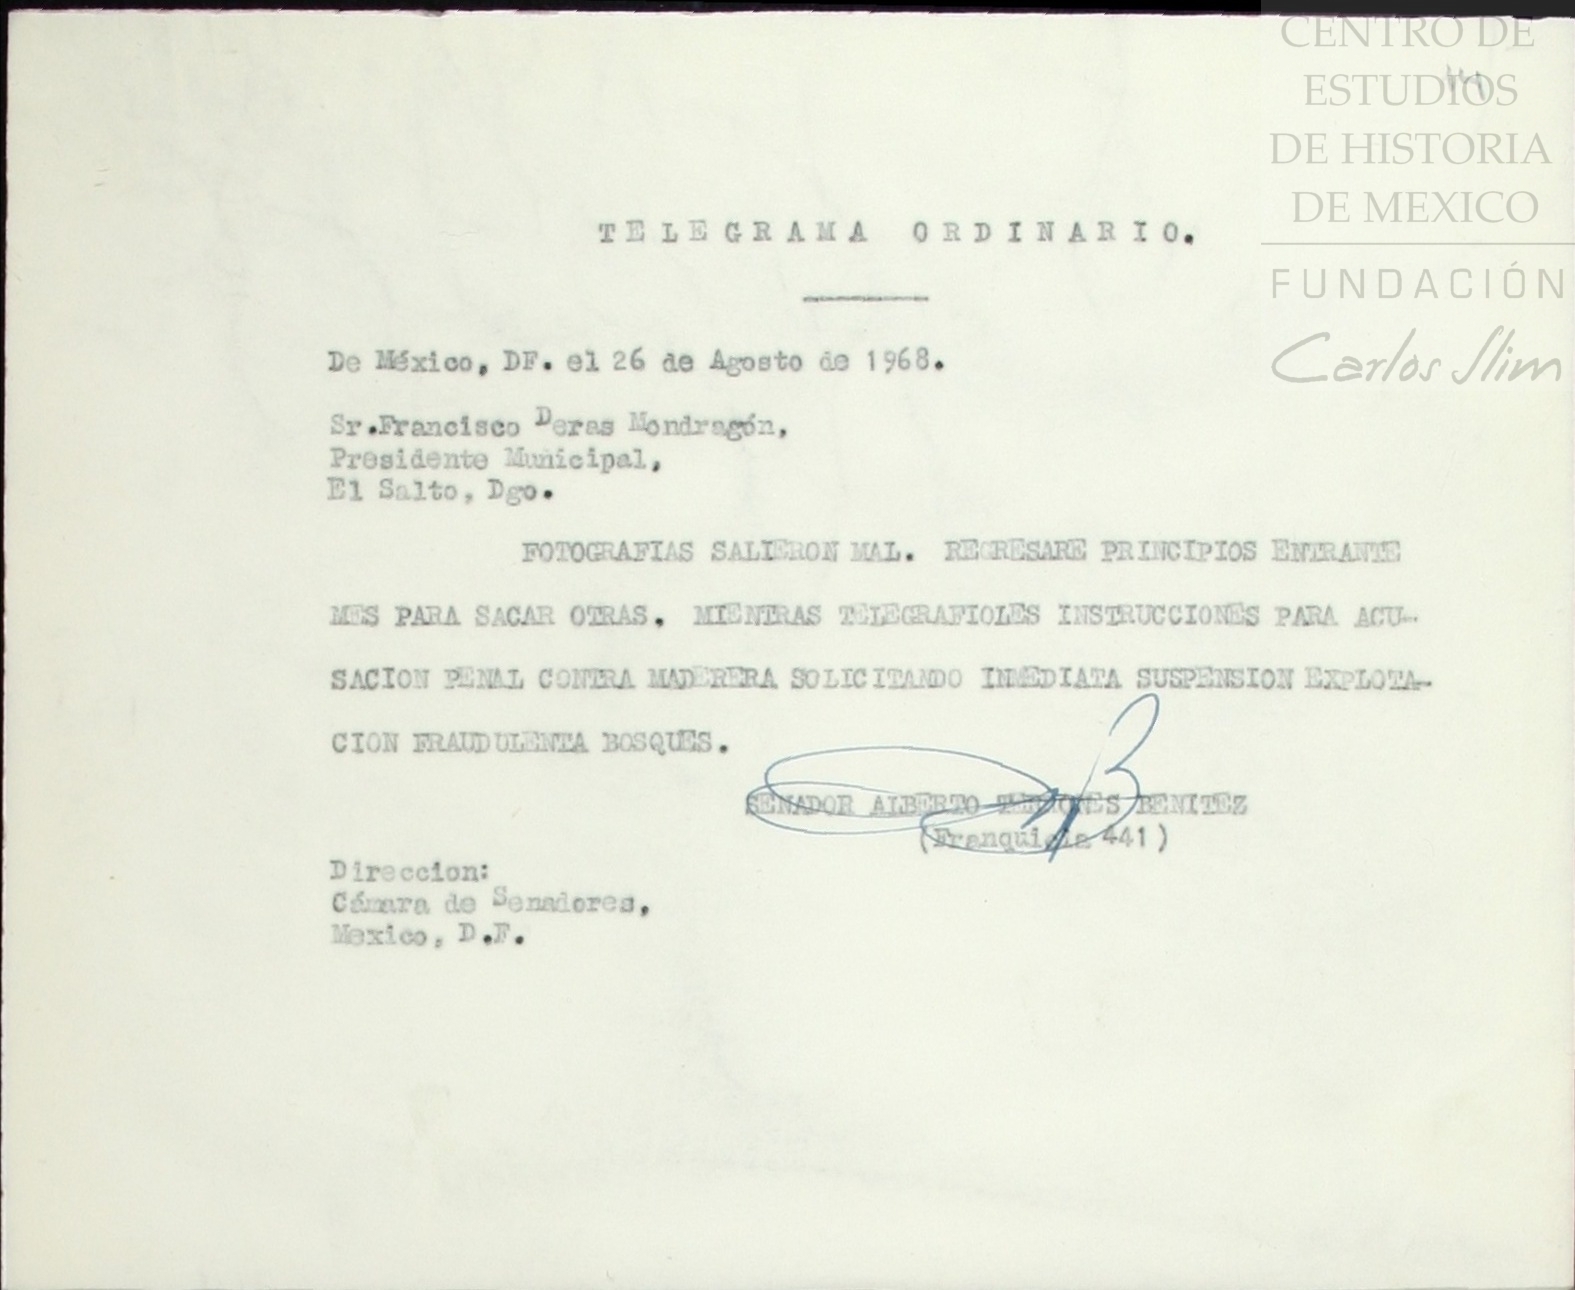 CENTRO DE
ESTUDIOS
DE HISTORIA
DE MEXICO
FUNDACIÓN
Carlos Slim
TELEGRAMA ORDINARIO.
De México, DF. el 26 de Agosto de 1968.
Sr.Francisco Deras Mondragón,
Presidente Municipal,
El Salto, Dgo.
FOTOGRAFIAS SALIERON MAL. REGRESARE PRINCIPIOS ENTRANTE
MES PARA SACAR OTRAS. MIENTRAS TELEGRAFIOLES INSTRUCCIONES PARA ACU-
SACION PENAL CONTRA MADERERA SOLICITANDO INMEDIATA SUSPENSION EXPLOTA-
CION FRAUDULENTA BOSQUES.
SENADOR ALBERTO TERRONES BENITEZ
(Franquicia 441)
Direccion:
Cámara de Senadores,
Mexico, D.F.